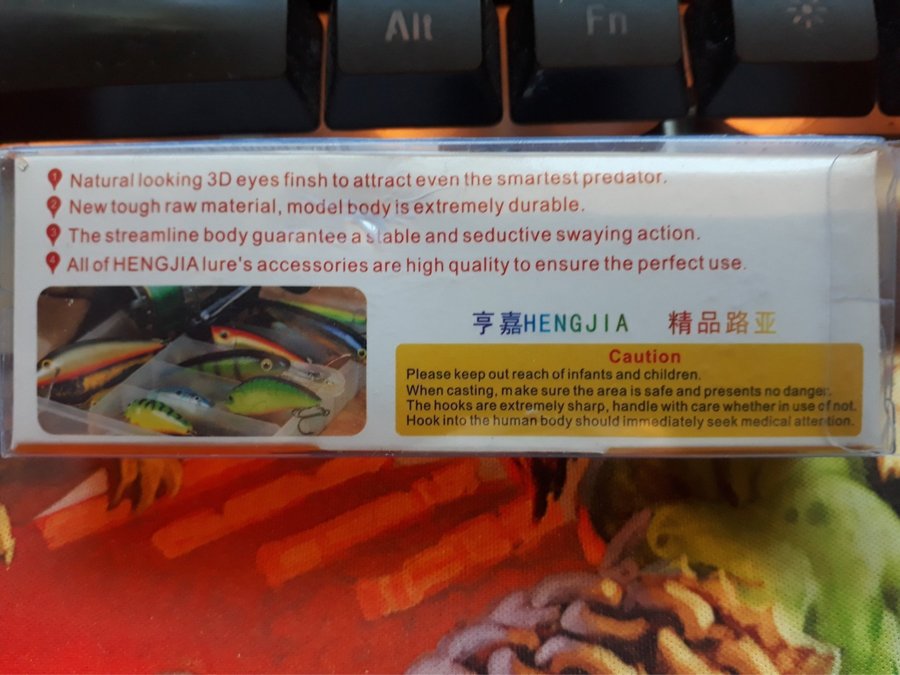 Alt
Fn
1 Natural looking 3D eyes finsh to attract even the smartest predator.
2 New tough raw material, model body is extremely durable.
3 The streamline body guarantee a stable and seductive swaying action.
4 All of HENGJIA lure's accessories are high quality to ensure the perfect use.
亨嘉HENGJIA 精品路亚
Caution
Please keep out reach of infants and children.
When casting, make sure the area is safe and presents no danger.
The hooks are extremely sharp, handle with care whether in use of not.
Hook into the human body should immediately seek medical attention.